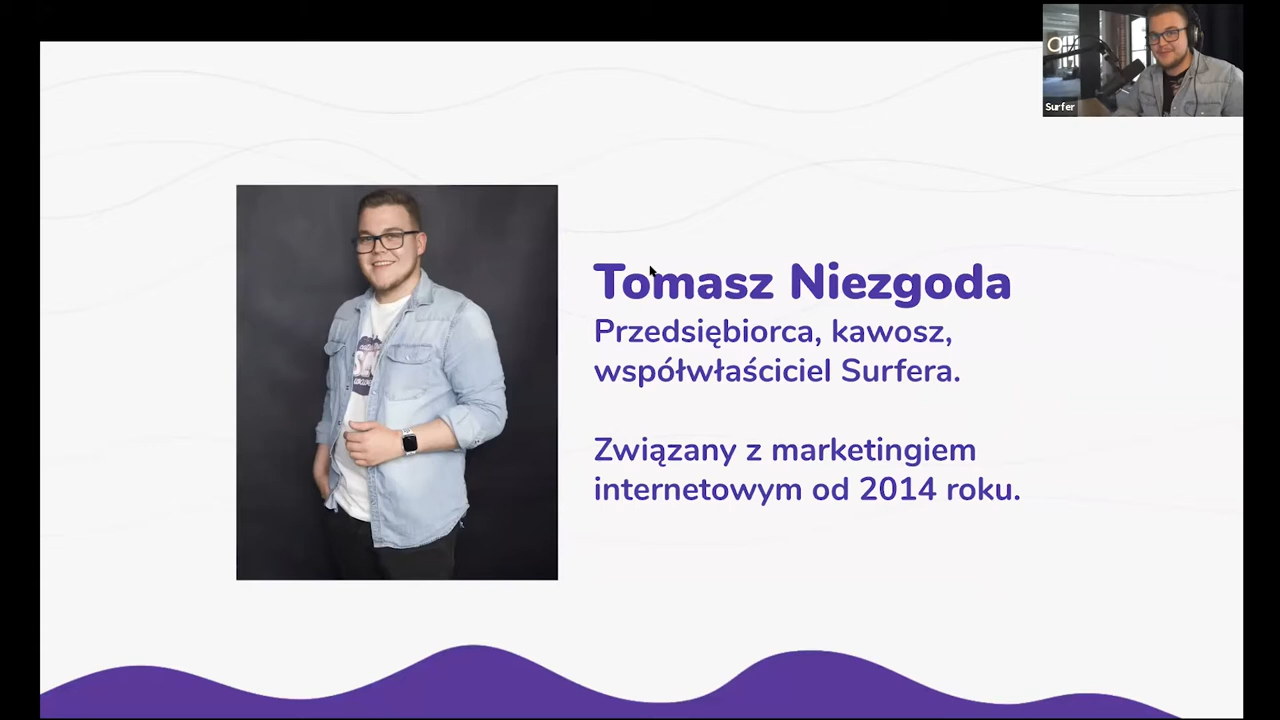 Surfer
Tomasz Niezgoda
Przedsiębiorca, kawosz,
współwłaściciel Surfera.
Związany z marketingiem
internetowym od 2014 roku.